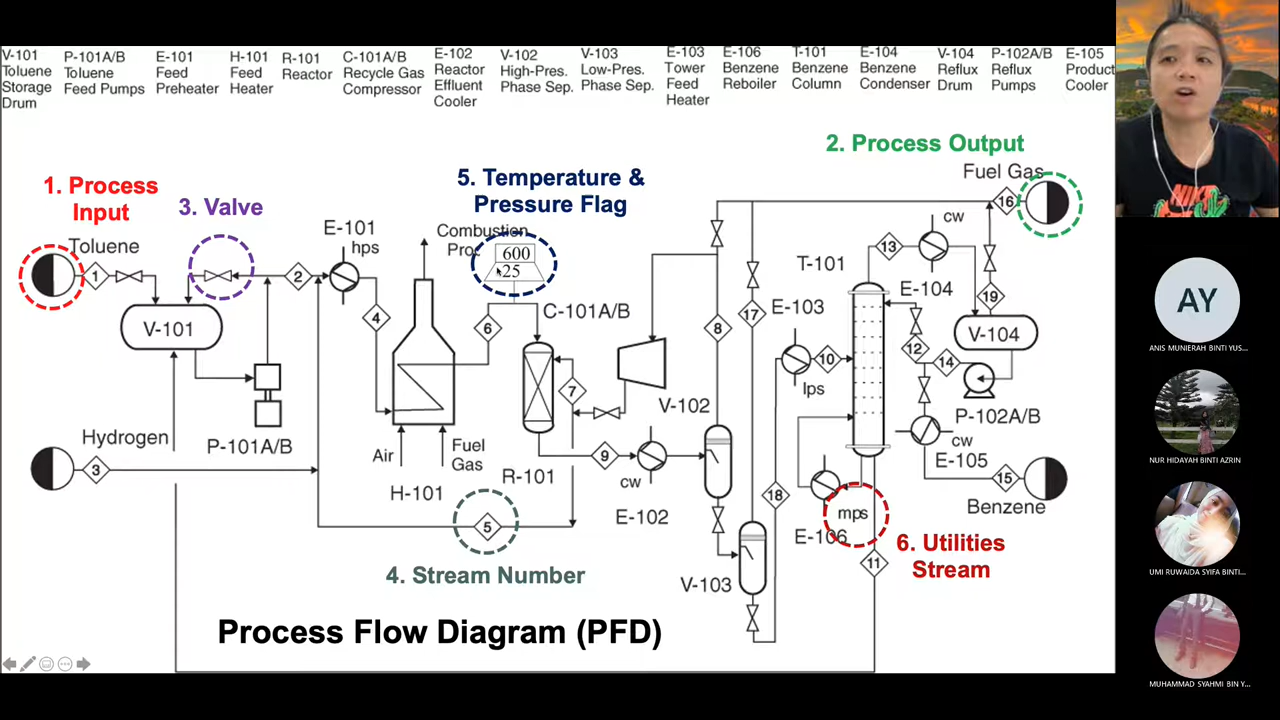 V-101
Toluene
Storage
Drum
P-101A/B
Toluene
Feed Pumps
E-101
Feed
Preheater
H-101
Feed
Heater
R-101
Reactor
C-101A/B
Recycle Gas
Compressor
E-102
Reactor
Effluent
Cooler
V-102
High-Pres.
Phase Sep.
V-103
Low-Pres.
Phase Sep.
E-103
Tower
Feed
Heater
E-106
Benzene
Reboiler
T-101
Benzene
Column
E-104
Benzene
Condenser
V-104
Reflux
Drum
P-102A/B
Reflux
Pumps
E-105
Product
Cooler
2. Process Output
Fuel Gas
16
1. Process
Input
3. Valve
5. Temperature &
Pressure Flag
Toluene
E-101
hps
Combustion
600
25
cw
13
T-101
1
2
E-104
19
V-101
4
6
C-101A/B
8
17
E-103
V-104
12
14
10
lps
7
V-102
P-102A/B
Hydrogen
P-101A/B
3
Air
Fuel
Gas
H-101
R-101
9
cw
E-102
cw
E-105
15
Benzene
18
mps
E-106
5
6. Utilities
Stream
11
4. Stream Number
V-103
Process Flow Diagram (PFD)
NIKE
AY
ANIS MUNIERAH BINTI YUS...
NUR HIDAYAH BINTI AZRIN
UMI RUWAIDA SYIFA BINTI...
MUHAMMAD SYAHMI BIN Y...